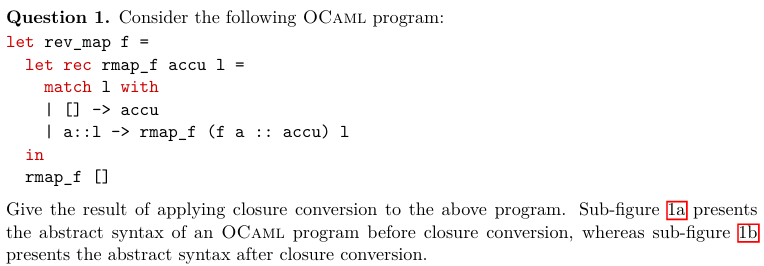 Question 1. Consider the following OCAML program:
let rev_map f =
  let rec rmap_f accu l =
    match l with
    | [] -> accu
    | a::l -> rmap_f (f a :: accu) l
  in
  rmap_f []
Give the result of applying closure conversion to the above program. Sub-figure 1a presents
the abstract syntax of an OCAML program before closure conversion, whereas sub-figure 1b
presents the abstract syntax after closure conversion.